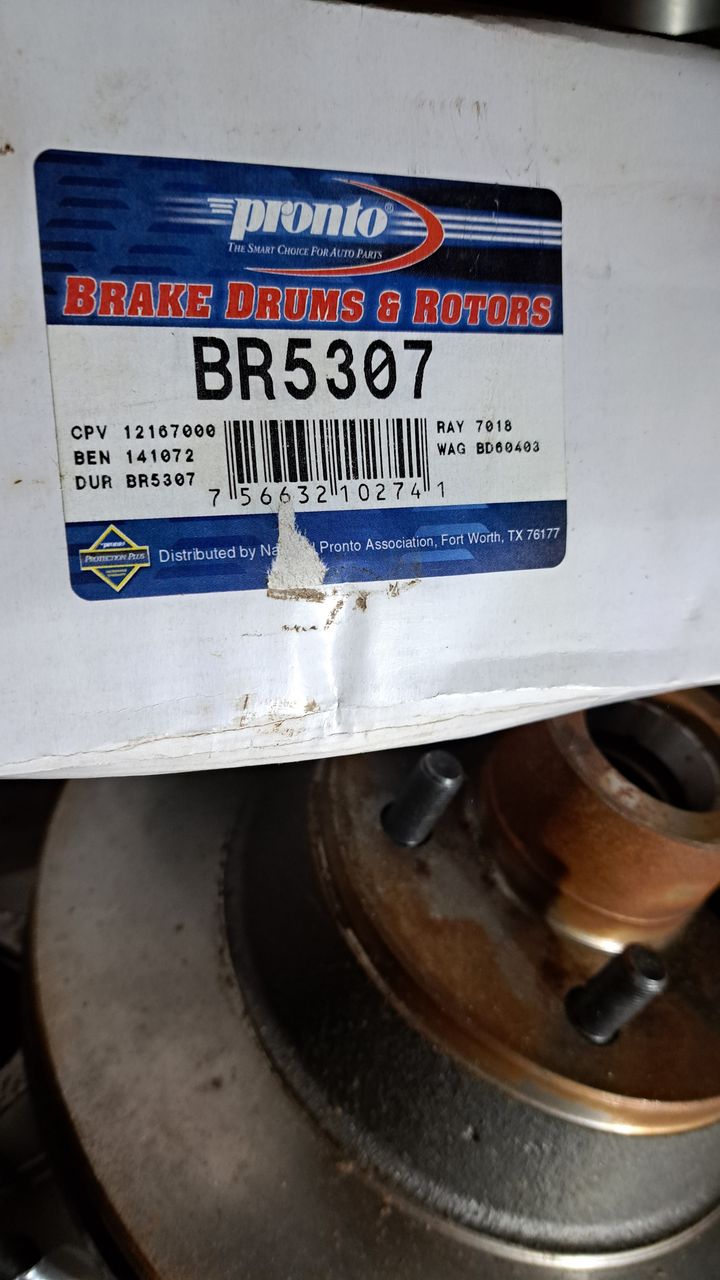 pronto®
THE SMART CHOICE FOR AUTO PARTS
BRAKE DRUMS & ROTORS
BR5307
CPV 12167000
BEN 141072
DUR BR5307
RAY 7018
WAG BD60403
7 56632 10274 1
pronto
PROTECTION PLUS
Distributed by Pronto Association, Fort Worth, TX 76177